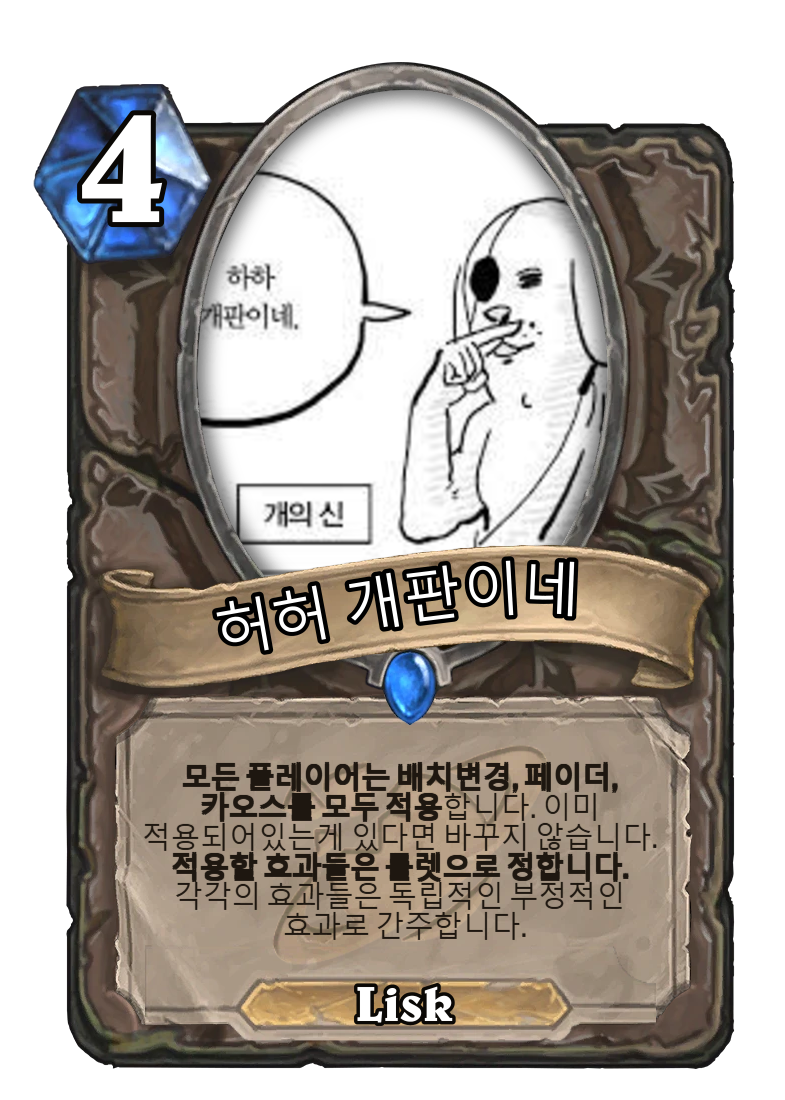 4
하하
개판이네.
개의 신
허허 개판이네
모든 플레이어는 배치변경, 페이더,
카오스를 모두 적용합니다. 이미
적용되어있는게 있다면 바꾸지 않습니다.
적용할 효과들은 룰렛으로 정합니다.
각각의 효과들은 독립적인 부정적인
효과로 간주합니다.
Lisk